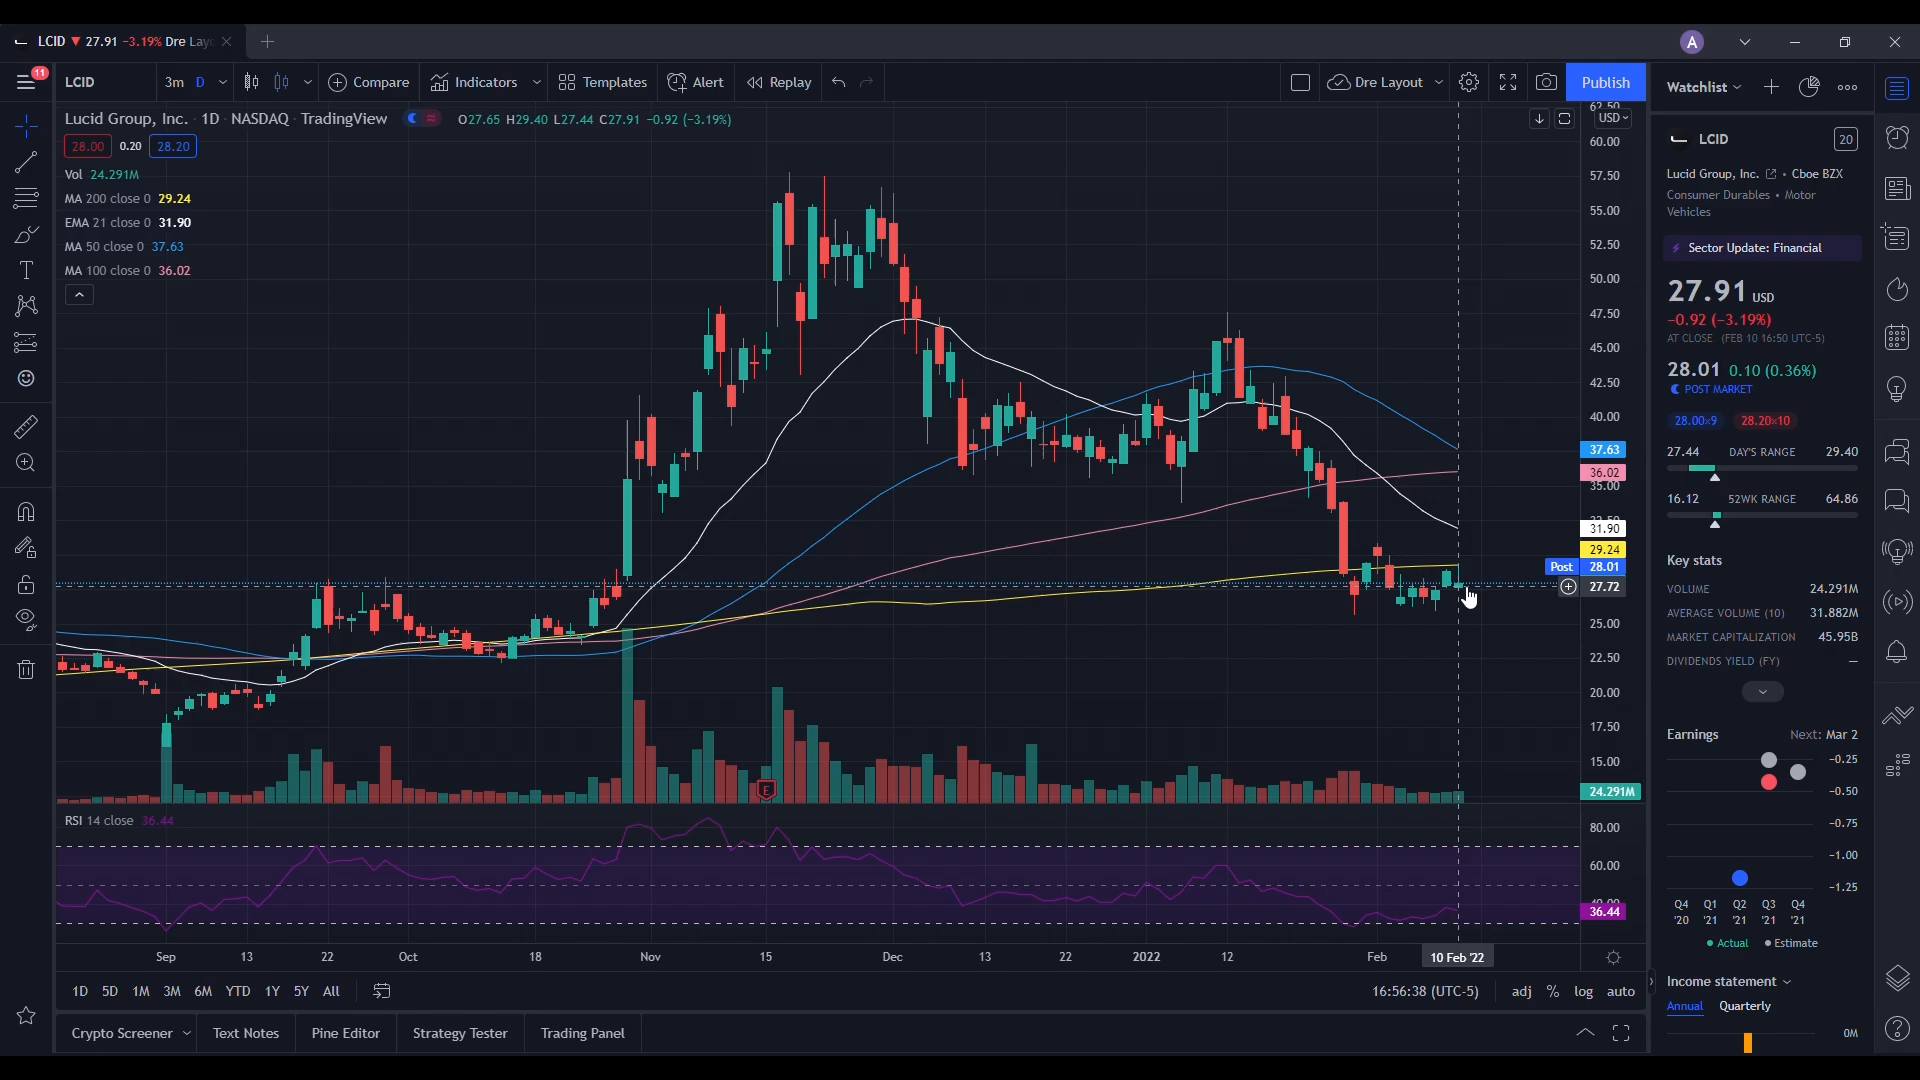 LCID ▼ 27.91 -3.19% Dre Lay
A
11
LCID 3m D Compare Indicators Templates Alert Replay Dre Layout Publish
Watchlist
Lucid Group, Inc. · 1D · NASDAQ · TradingView O27.65 H29.40 L27.44 C27.91 -0.92 (-3.19%)
28.00 0.20 28.20
Vol 24.291M
MA 200 close 0 29.24
EMA 21 close 0 31.90
MA 50 close 0 37.63
MA 100 close 0 36.02
62.50
USD
60.00
57.50
55.00
52.50
50.00
47.50
45.00
42.50
40.00
37.63
36.02
35.00
32.50
31.90
29.24
Post 28.01
27.72
25.00
22.50
20.00
17.50
15.00
24.291M
E
RSI 14 close 36.44
80.00
60.00
40.00
36.44
Sep 13 22 Oct 18 Nov 15 Dec 13 22 2022 12 Feb 10 Feb '22
1D 5D 1M 3M 6M YTD 1Y 5Y All 16:56:38 (UTC-5) adj % log auto
Crypto Screener Text Notes Pine Editor Strategy Tester Trading Panel
LCID 20
Lucid Group, Inc. • Cboe BZX
Consumer Durables • Motor
Vehicles
Sector Update: Financial
27.91 USD
-0.92 (-3.19%)
AT CLOSE (FEB 10 16:50 UTC-5)
28.01 0.10 (0.36%)
POST MARKET
28.00×9 28.20×10
27.44 DAY'S RANGE 29.40
16.12 52WK RANGE 64.86
Key stats
VOLUME 24.291M
AVERAGE VOLUME (10) 31.882M
MARKET CAPITALIZATION 45.95B
DIVIDENDS YIELD (FY) —
Earnings Next: Mar 2
-0.25
-0.50
-0.75
-1.00
-1.25
Q4 Q1 Q2 Q3 Q4
'20 '21 '21 '21 '21
• Actual • Estimate
Income statement
Annual Quarterly
0M